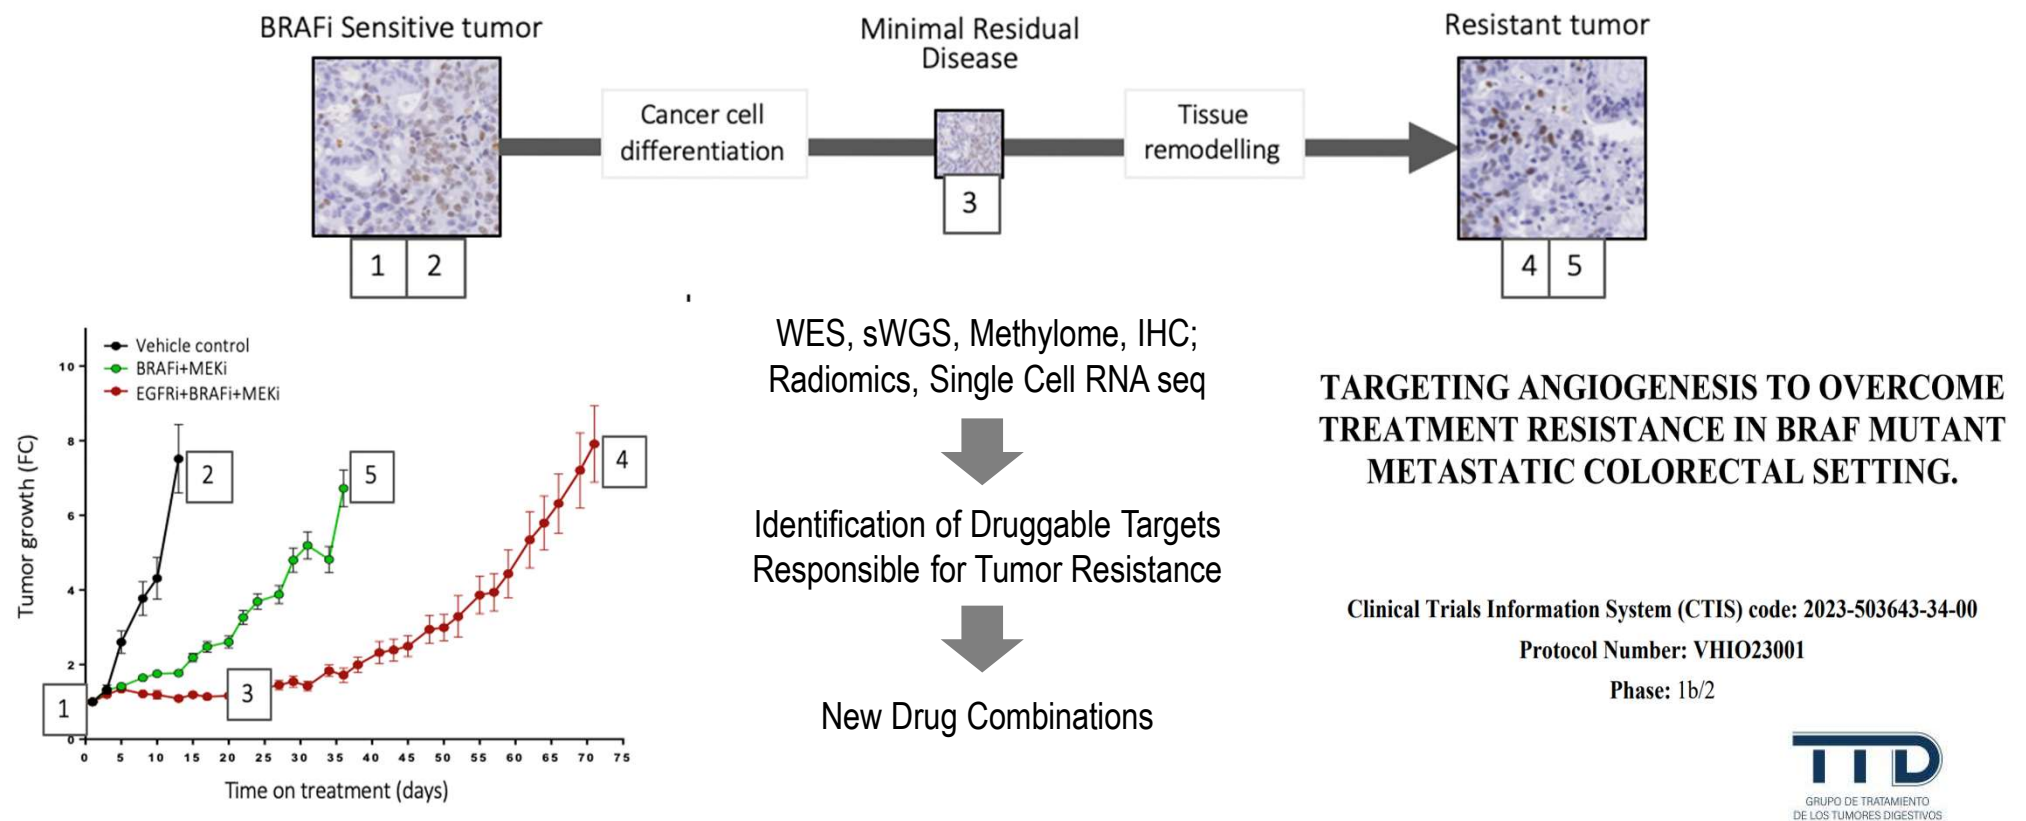 BRAFi Sensitive tumor
Minimal Residual
Disease
Resistant tumor
Cancer cell
differentiation
Tissue
remodelling
1 2
3
4 5
Vehicle control
BRAFi+MEKi
EGFRi+BRAFi+MEKi
Tumor growth (FC)
10
8
6
4
2
0
1
2
3
4
5
0 5 10 15 20 25 30 35 40 45 50 55 60 65 70 75
Time on treatment (days)
WES, sWGS, Methylome, IHC;
Radiomics, Single Cell RNA seq
Identification of Druggable Targets
Responsible for Tumor Resistance
New Drug Combinations
TARGETING ANGIOGENESIS TO OVERCOME
TREATMENT RESISTANCE IN BRAF MUTANT
METASTATIC COLORECTAL SETTING.
Clinical Trials Information System (CTIS) code: 2023-503643-34-00
Protocol Number: VHIO23001
Phase: 1b/2
TTD
GRUPO DE TRATAMIENTO
DE LOS TUMORES DIGESTIVOS